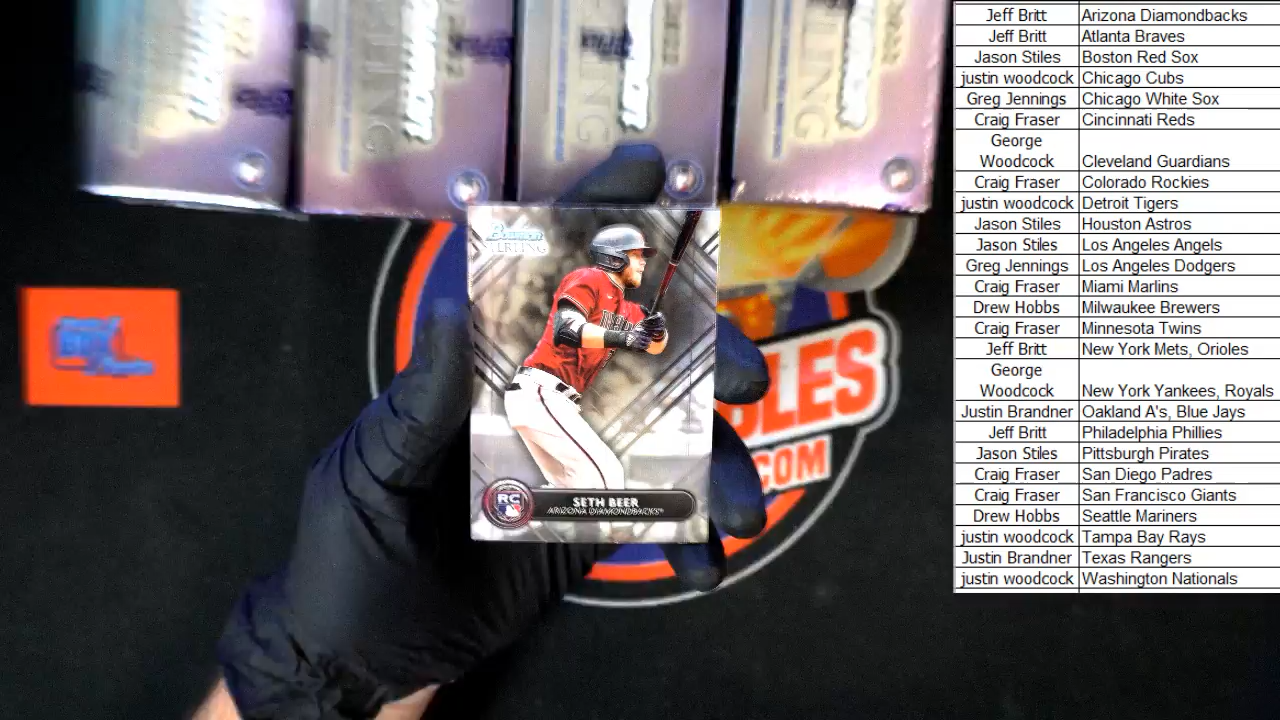 Bowman
STERLING
RC
SETH BEER
ARIZONA DIAMONDBACKS
BLES
.COM
Jeff Britt Arizona Diamondbacks
Jeff Britt Atlanta Braves
Jason Stiles Boston Red Sox
justin woodcock Chicago Cubs
Greg Jennings Chicago White Sox
Craig Fraser Cincinnati Reds
George
Woodcock Cleveland Guardians
Craig Fraser Colorado Rockies
justin woodcock Detroit Tigers
Jason Stiles Houston Astros
Jason Stiles Los Angeles Angels
Greg Jennings Los Angeles Dodgers
Craig Fraser Miami Marlins
Drew Hobbs Milwaukee Brewers
Craig Fraser Minnesota Twins
Jeff Britt New York Mets, Orioles
George
Woodcock New York Yankees, Royals
Justin Brandner Oakland A's, Blue Jays
Jeff Britt Philadelphia Phillies
Jason Stiles Pittsburgh Pirates
Craig Fraser San Diego Padres
Craig Fraser San Francisco Giants
Drew Hobbs Seattle Mariners
justin woodcock Tampa Bay Rays
Justin Brandner Texas Rangers
justin woodcock Washington Nationals